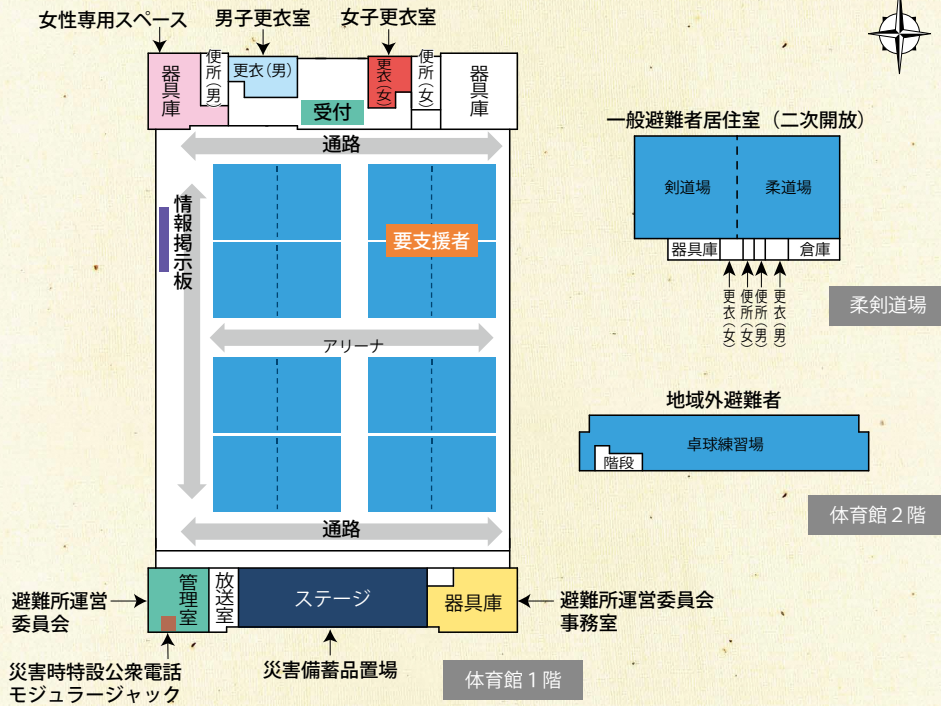 女性専用スペース
男子更衣室
女子更衣室
器具庫
便所（男）
更衣（男）
更衣（女）
便所（女）
器具庫
受付
通路
情報掲示板
要支援者
アリーナ
通路
管理室
放送室
ステージ
器具庫
避難所運営
委員会
避難所運営委員会
事務室
災害時特設公衆電話
モジュラージャック
災害備蓄品置場
体育館１階
一般避難者居住室（二次開放）
剣道場
柔道場
器具庫
倉庫
更衣（女）
便所（女）
便所（男）
更衣（男）
柔剣道場
地域外避難者
卓球練習場
階段
体育館２階